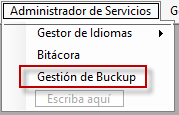 Administrador de Servicios G
Gestor de Idiomas
Bitácora
Gestión de Buckup
Escriba aquí